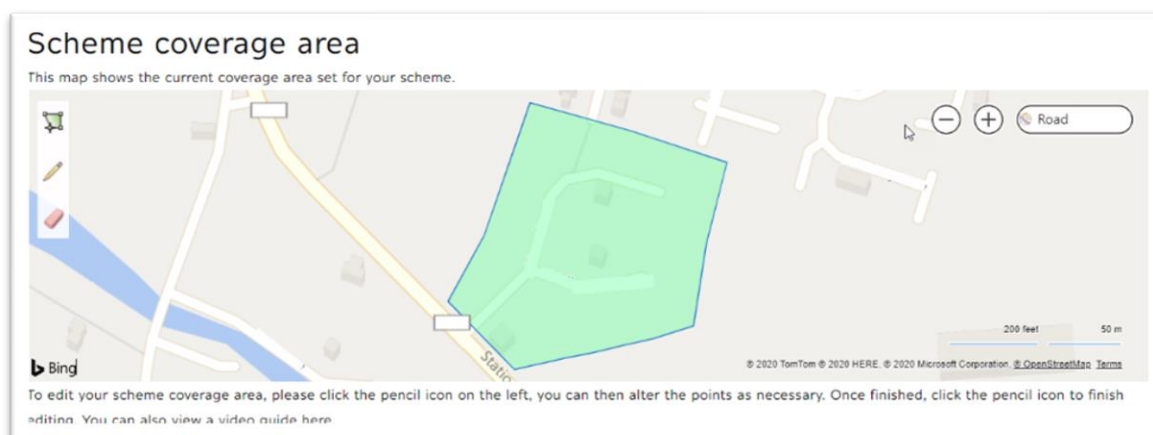 Scheme coverage area
This map shows the current coverage area set for your scheme.
Road
Static
200 feet 50 m
Bing
© 2020 TomTom © 2020 HERE, © 2020 Microsoft Corporation, © OpenStreetMap Terms
To edit your scheme coverage area, please click the pencil icon on the left, you can then alter the points as necessary. Once finished, click the pencil icon to finish
editing. You can also view a video guide here